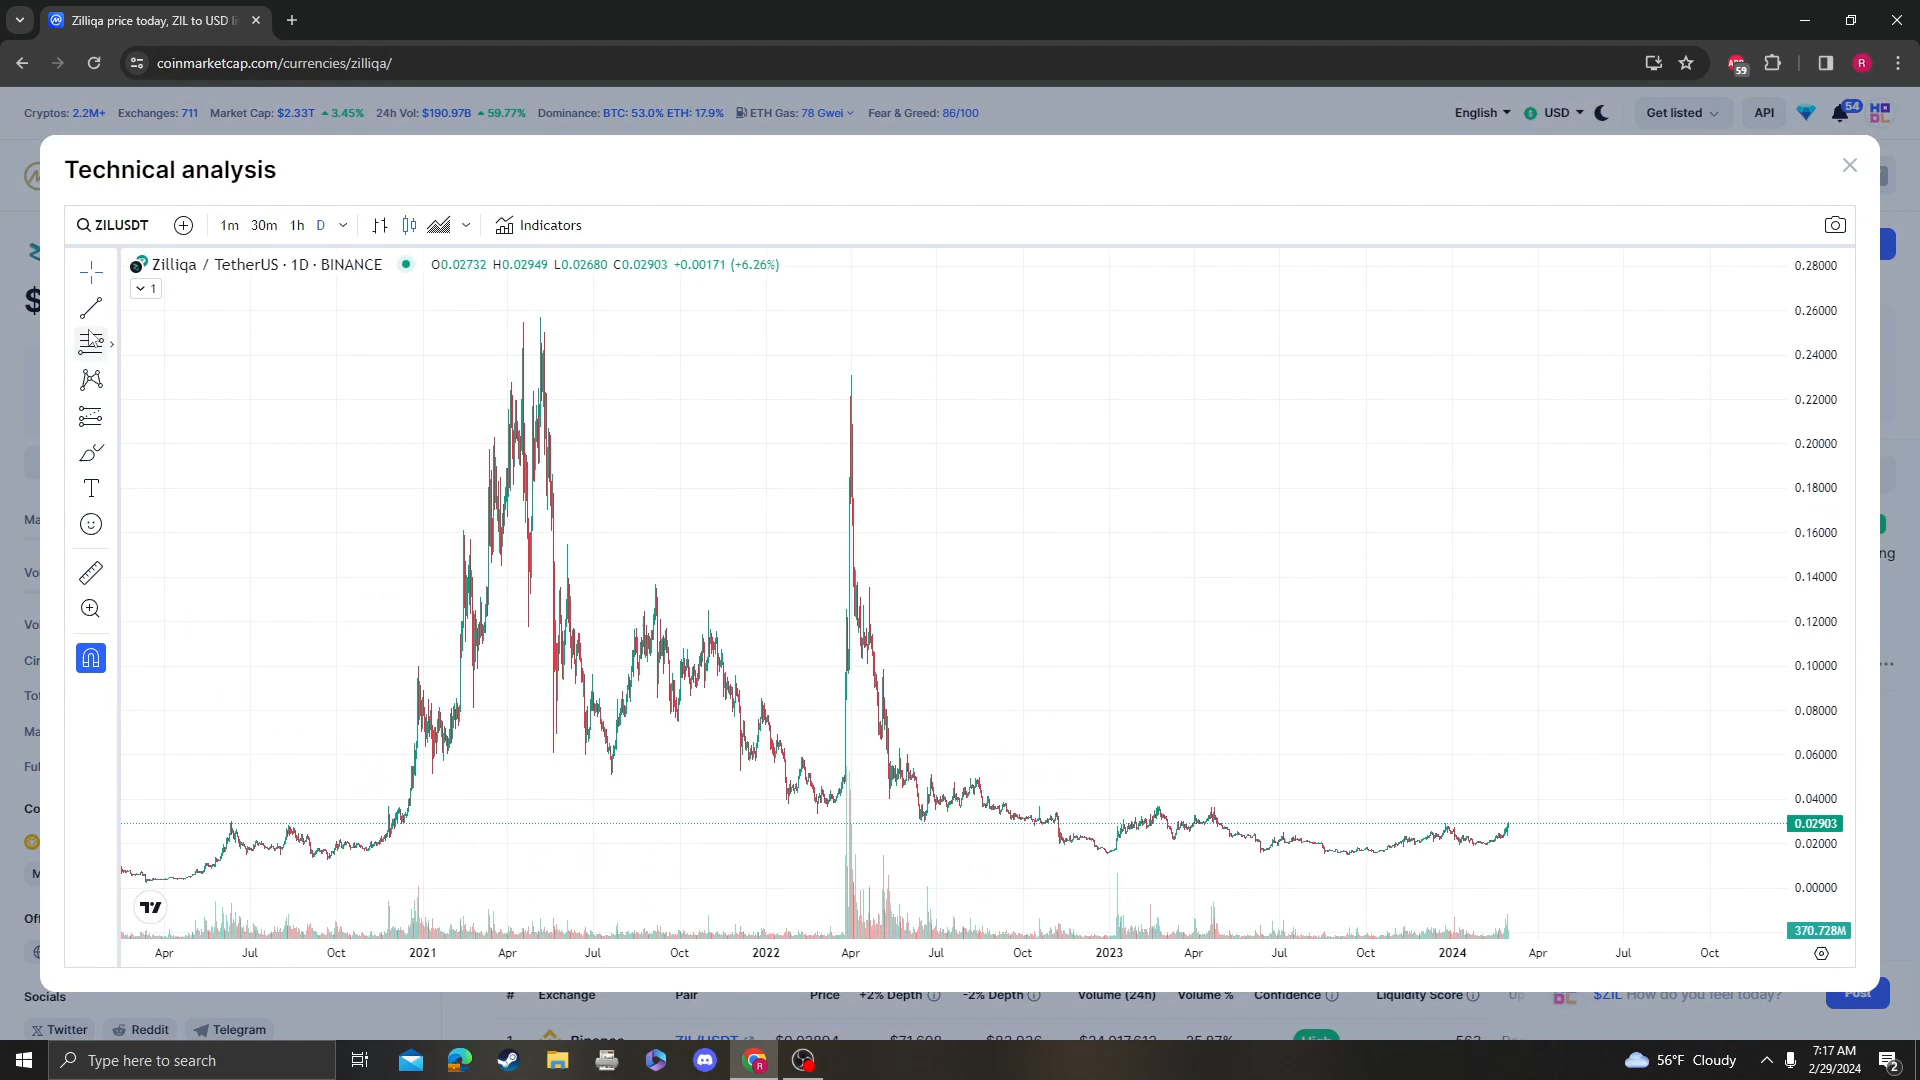 Zilliqa price today, ZIL to USD li
coinmarketcap.com/currencies/zilliqa/
59
R
Cryptos: 2.2M+ Exchanges: 711 Market Cap: $2.33T 3.45% 24h Vol: $190.97B 59.77% Dominance: BTC: 53.0% ETH: 17.9% ETH Gas: 78 Gwei Fear & Greed: 86/100
English USD Get listed API 54
Technical analysis
ZILUSDT 1m 30m 1h D Indicators
Zilliqa / TetherUS · 1D · BINANCE O0.02732 H0.02949 L0.02680 C0.02903 +0.00171 (+6.26%)
1
0.28000
0.26000
0.24000
0.22000
0.20000
0.18000
0.16000
0.14000
0.12000
0.10000
0.08000
0.06000
0.04000
0.02903
0.02000
0.00000
370.728M
Apr Jul Oct 2021 Apr Jul Oct 2022 Apr Jul Oct 2023 Apr Jul Oct 2024 Apr Jul Oct
Socials
# Exchange Pair Price +2% Depth -2% Depth Volume (24h) Volume % Confidence Liquidity Score
$ZIL How do you feel today?
Post
Twitter Reddit Telegram
Type here to search
56°F Cloudy
7:17 AM
2/29/2024
2